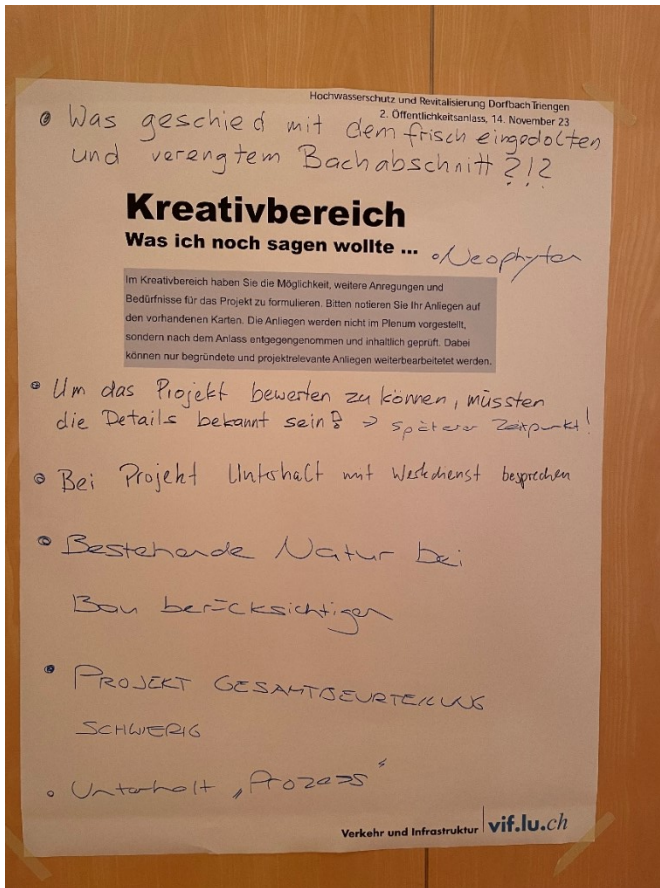 Hochwasserschutz und Revitalisierung Dorfbach Triengen
2. Öffentlichkeitsanlass, 14. November 23
• Was geschied mit dem frisch eingedolten
und verengtem Bachabschnitt ?!?
Kreativbereich
Was ich noch sagen wollte ...
• Neophyten
Im Kreativbereich haben Sie die Möglichkeit, weitere Anregungen und
Bedürfnisse für das Projekt zu formulieren. Bitten notieren Sie Ihr Anliegen auf
den vorhandenen Karten. Die Anliegen werden nicht im Plenum vorgestellt,
sondern nach dem Anlass entgegengenommen und inhaltlich geprüft. Dabei
können nur begründete und projektrelevante Anliegen weiterbearbeitetet werden.
• Um das Projekt bewerten zu können, müssten
die Details bekannt sein! → späterer Zeitpunkt!
• Bei Projekt Unterhalt mit Werkdienst besprechen
• Bestehende Natur bei
Bau berücksichtigen
• PROJEKT GESAMTBEURTEILUNG
SCHWIERIG
• Unterhalt „Prozess“
Verkehr und Infrastruktur vif.lu.ch